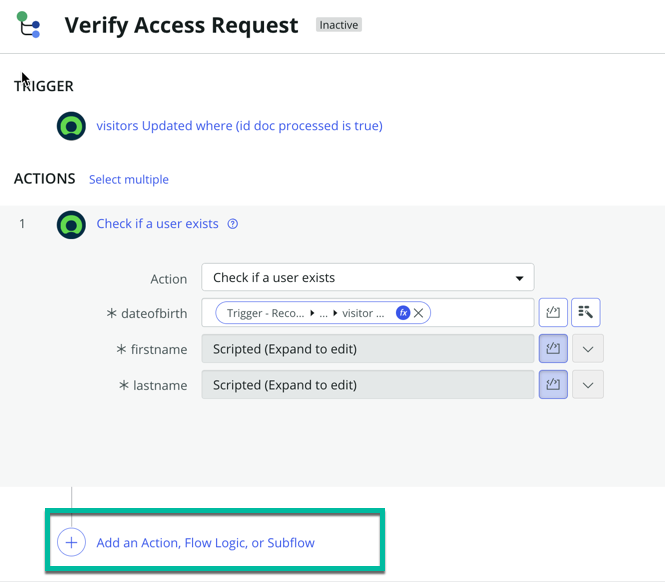 Verify Access Request Inactive
TRIGGER
visitors Updated where (id doc processed is true)
ACTIONS Select multiple
1 Check if a user exists ?
Action Check if a user exists
* dateofbirth Trigger - Reco... ▸ ... ▸ visitor ... fx
* firstname Scripted (Expand to edit)
* lastname Scripted (Expand to edit)
Add an Action, Flow Logic, or Subflow